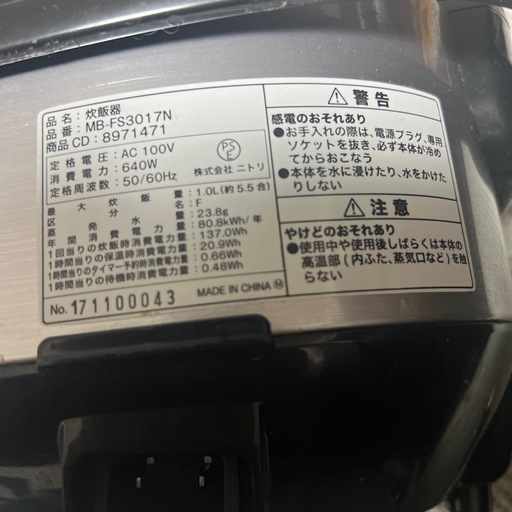 品名：炊飯器
品番：MB-FS3017N
商品CD：8971471
定格電圧：AC 100V
消費電力：640W
定格周波数：50/60Hz
PS
E
株式会社 ニトリ
最大炊飯量：1.0L(約5.5合)
区分名：F
蒸発水量：23.8g
年間消費電力量：80.8kWh/年
1回当りの炊飯時消費電力量：137.0Wh
1時間当りの保温時消費電力量：20.9Wh
1時間当りのタイマー予約時消費電力量：0.66Wh
1時間当りの待機時消費電力量：0.48Wh
No. 171100043
MADE IN CHINA Ⓜ
警告
感電のおそれあり
●お手入れの際は、電源プラグ、専用
ソケットを抜き、必ず本体が冷め
てからおこなう
●本体を水に浸けたり、水をかけた
りしない
注意
やけどのおそれあり
●使用中や使用後しばらくは本体の
高温部（内ふた、蒸気口など）を触
らない